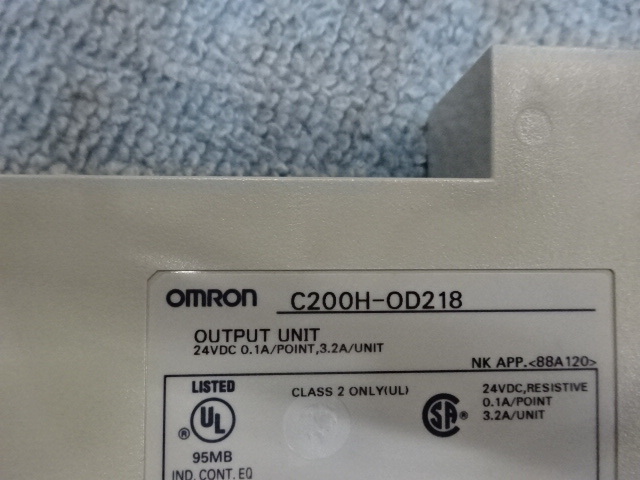 OMRON C200H-OD218
OUTPUT UNIT
24VDC 0.1A/POINT,3.2A/UNIT
NK APP.<88A120>
LISTED
UL ®
95MB
IND. CONT. EQ
CLASS 2 ONLY(UL)
SA ®
24VDC,RESISTIVE
0.1A/POINT
3.2A/UNIT